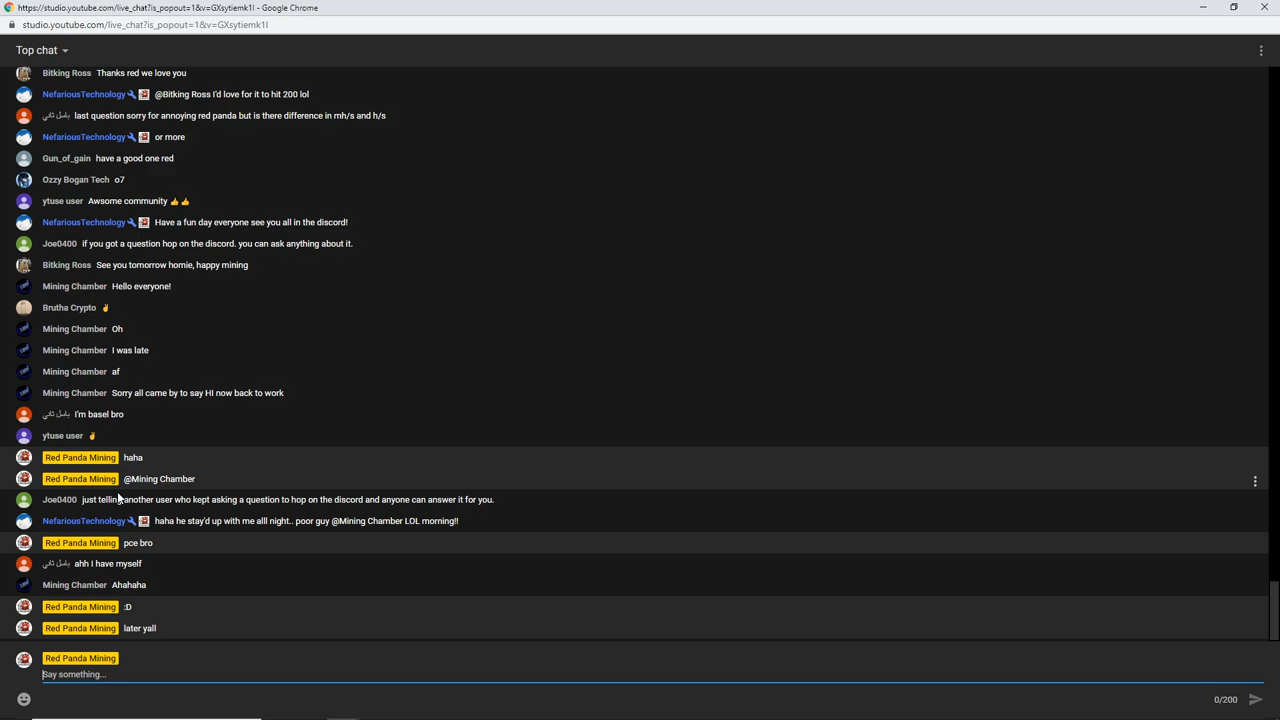 https://studio.youtube.com/live_chat?is_popout=1&v=GXsytiemk1I - Google Chrome
studio.youtube.com/live_chat?is_popout=1&v=GXsytiemk1I
Top chat
Bitking Ross Thanks red we love you
NefariousTechnology @Bitking Ross I'd love for it to hit 200 lol
باسل ثاني last question sorry for annoying red panda but is there difference in mh/s and h/s
NefariousTechnology or more
Gun_of_gain have a good one red
Ozzy Bogan Tech o7
ytuse user Awsome community 👍👍
NefariousTechnology Have a fun day everyone see you all in the discord!
Joe0400 if you got a question hop on the discord. you can ask anything about it.
Bitking Ross See you tomorrow homie, happy mining
Mining Chamber Hello everyone!
Brutha Crypto ✌
Mining Chamber Oh
Mining Chamber I was late
Mining Chamber af
Mining Chamber Sorry all came by to say HI now back to work
باسل ثاني I'm basel bro
ytuse user ✌
Red Panda Mining haha
Red Panda Mining @Mining Chamber
Joe0400 just telling another user who kept asking a question to hop on the discord and anyone can answer it for you.
NefariousTechnology haha he stay'd up with me alll night.. poor guy @Mining Chamber LOL morning!!
Red Panda Mining pce bro
باسل ثاني ahh I have myself
Mining Chamber Ahahaha
Red Panda Mining :D
Red Panda Mining later yall
Red Panda Mining
Say something...
0/200